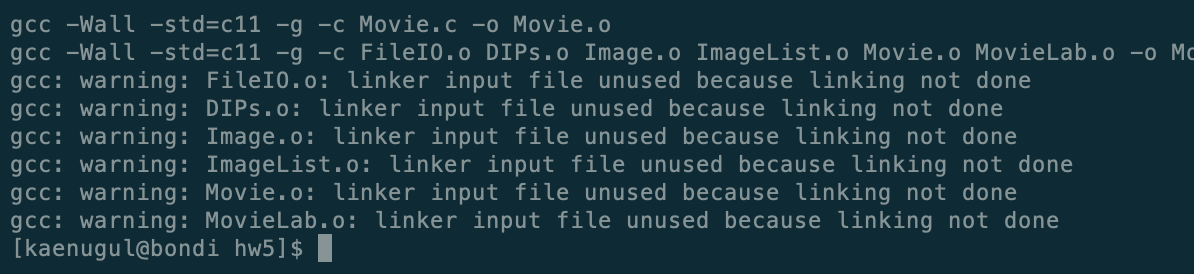 gcc -Wall -std=c11 -g -c Movie.c -o Movie.o
gcc -Wall -std=c11 -g -c FileIO.o DIPs.o Image.o ImageList.o Movie.o MovieLab.o -o Mo
gcc: warning: FileIO.o: linker input file unused because linking not done
gcc: warning: DIPs.o: linker input file unused because linking not done
gcc: warning: Image.o: linker input file unused because linking not done
gcc: warning: ImageList.o: linker input file unused because linking not done
gcc: warning: Movie.o: linker input file unused because linking not done
gcc: warning: MovieLab.o: linker input file unused because linking not done
[kaenugul@bondi hw5]$